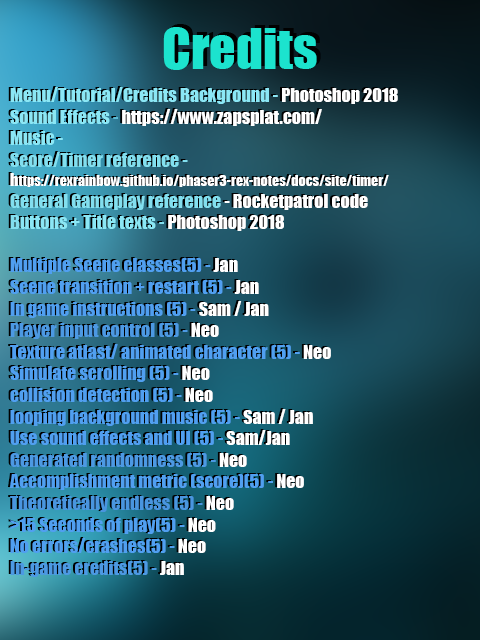 Credits
Menu/Tutorial/Credits Background - Photoshop 2018
Sound Effects - https://www.zapsplat.com/
Music -
Score/Timer reference -
https://rexrainbow.github.io/phaser3-rex-notes/docs/site/timer/
General Gameplay reference - Rocketpatrol code
Buttons + Title texts - Photoshop 2018
Multiple Scene classes(5) - Jan
Scene transition + restart (5) - Jan
In game instructions (5) - Sam / Jan
Player input control (5) - Neo
Texture atlast/ animated character (5) - Neo
Simulate scrolling (5) - Neo
collision detection (5) - Neo
looping background music (5) - Sam / Jan
Use sound effects and UI (5) - Sam/Jan
Generated randomness (5) - Neo
Accomplishment metric (score)(5) - Neo
Theoretically endless (5) - Neo
>15 Seconds of play(5) - Neo
No errors/crashes(5) - Neo
In-game credits(5) - Jan